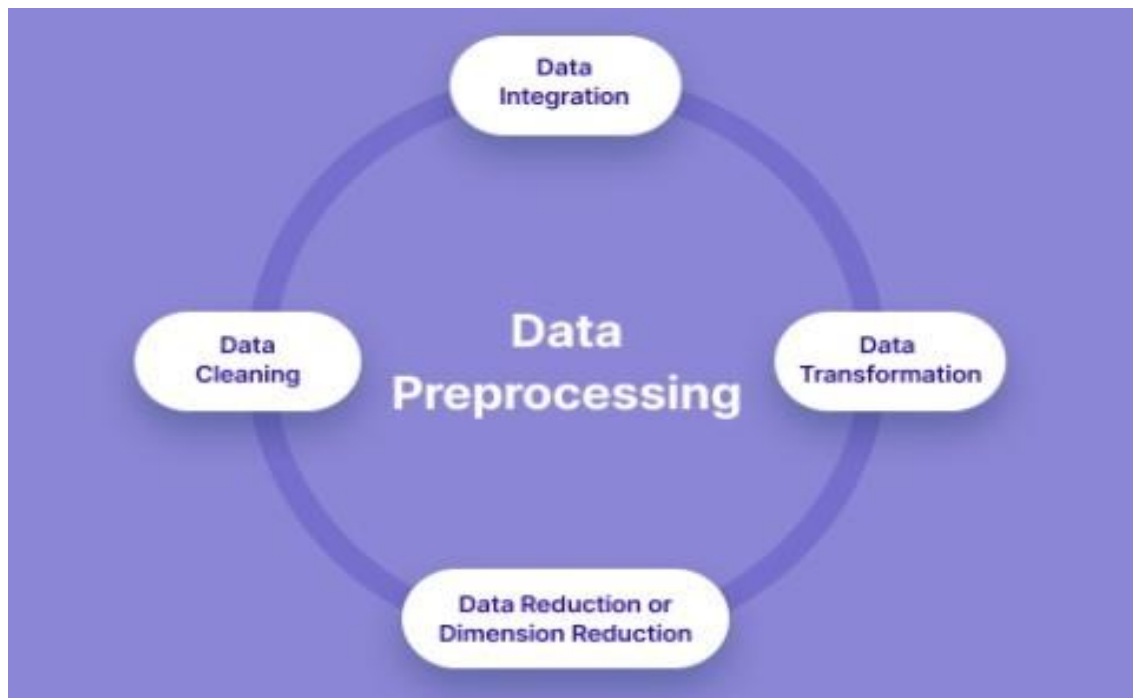 Data
Integration
Data
Cleaning
Data
Preprocessing
Data
Transformation
Data Reduction or
Dimension Reduction